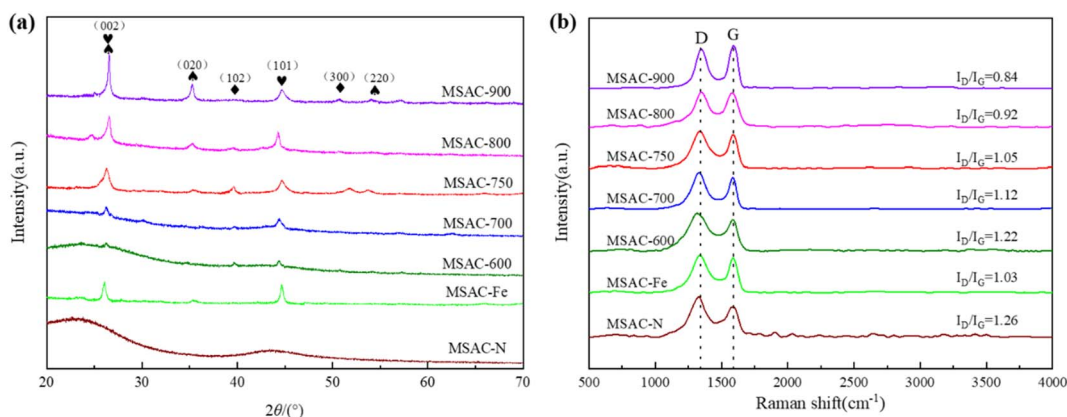 (a)
(002)
(020)
(102)
(101)
(300)
(220)
MSAC-900
MSAC-800
MSAC-750
MSAC-700
MSAC-600
MSAC-Fe
MSAC-N
Intensity(a.u.)
20 30 40 50 60 70
2θ/(°)
(b)
D G
MSAC-900 I_D/I_G=0.84
MSAC-800 I_D/I_G=0.92
MSAC-750 I_D/I_G=1.05
MSAC-700 I_D/I_G=1.12
MSAC-600 I_D/I_G=1.22
MSAC-Fe I_D/I_G=1.03
MSAC-N I_D/I_G=1.26
Intensity(a.u.)
500 1000 1500 2000 2500 3000 3500 4000
Raman shift(cm⁻¹)